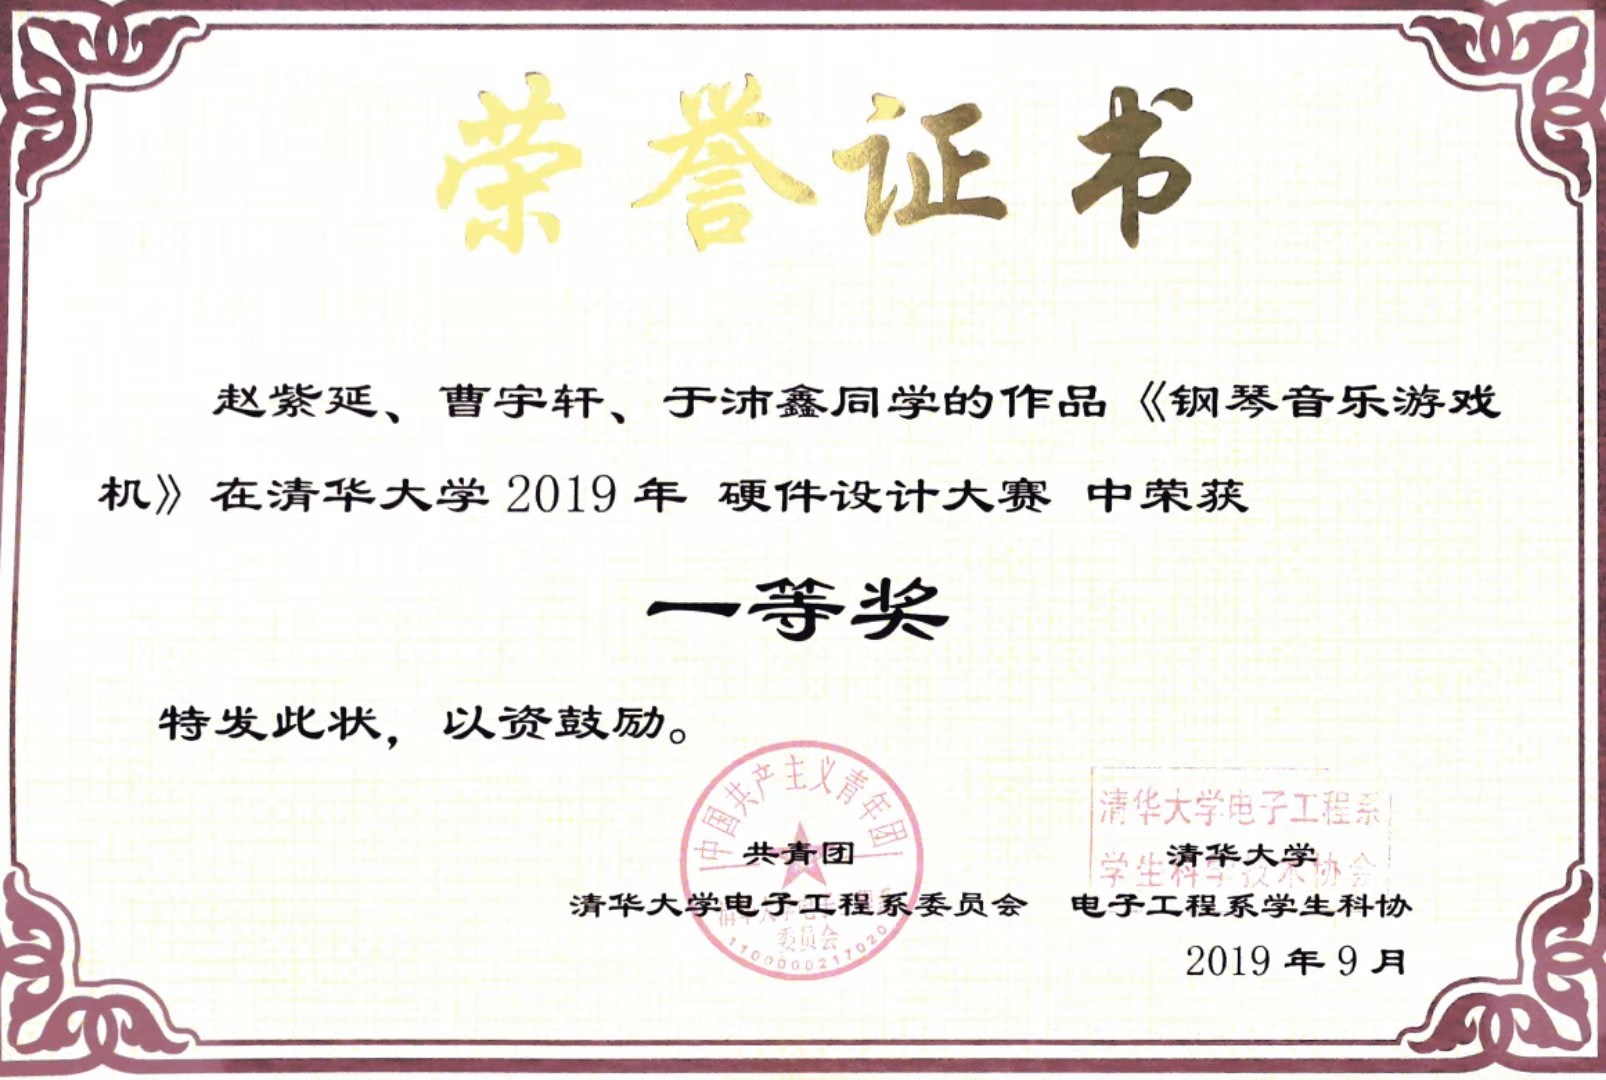 荣誉证书
赵紫延、曹宇轩、于沛鑫同学的作品《钢琴音乐游戏
机》在清华大学 2019 年 硬件设计大赛 中荣获
一等奖
特发此状，以资鼓励。
中国共产主义青年团
清华大学电子工程系
委员会
1100000217020
共青团
清华大学电子工程系委员会
清华大学电子工程系
学生科学技术协会
清华大学
电子工程系学生科协
2019 年 9 月